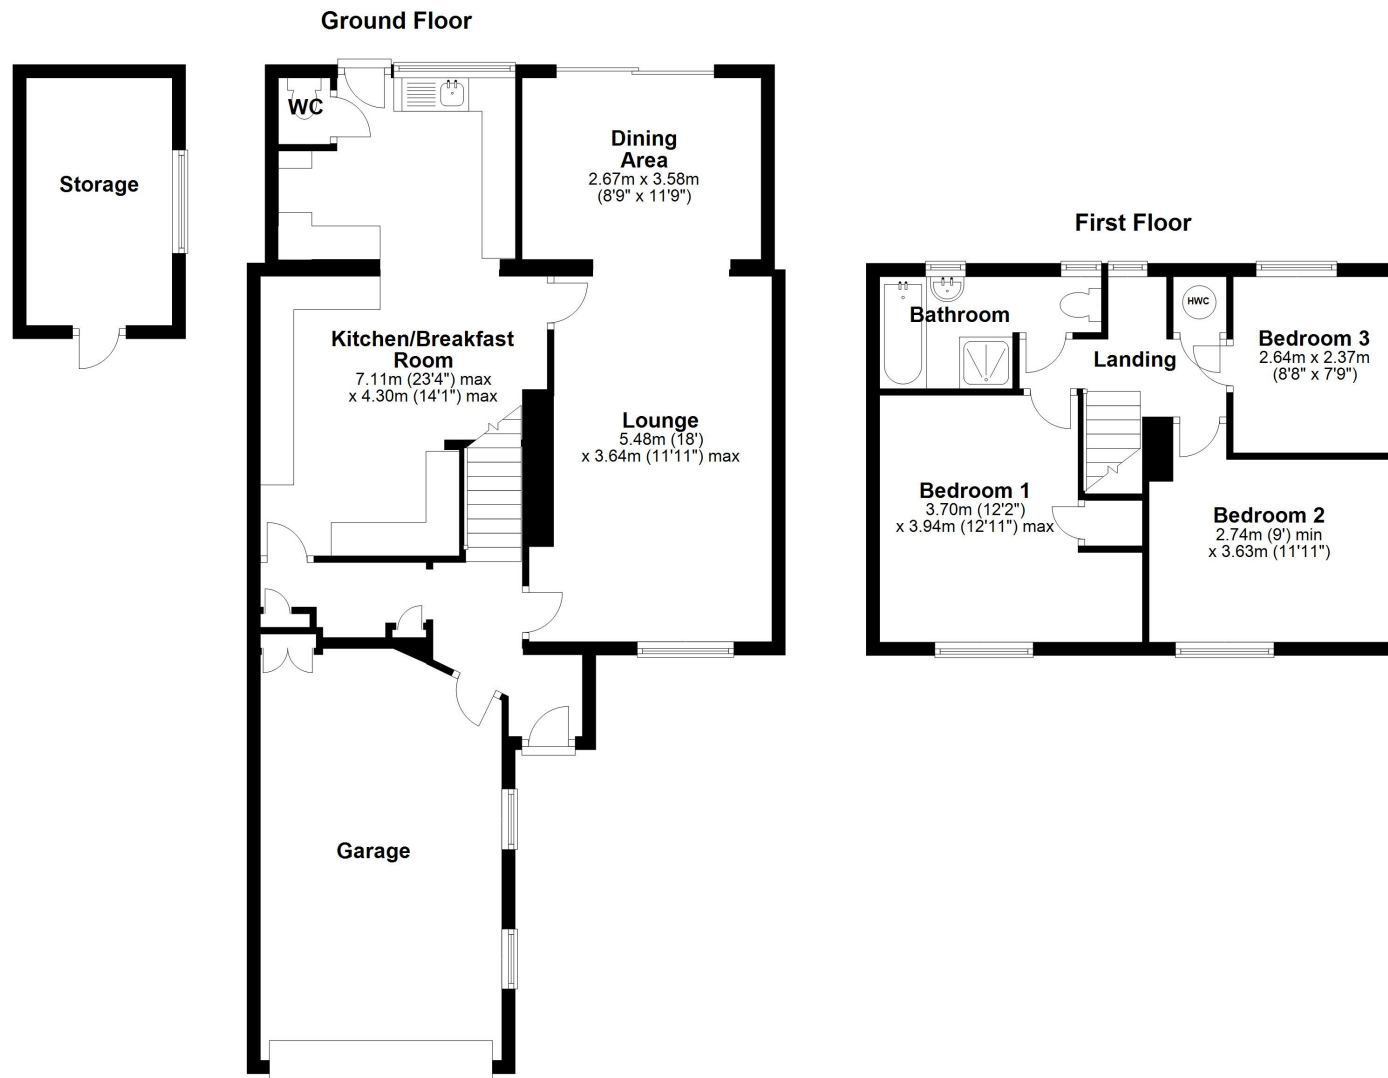 Ground Floor
WC
Dining
Area
2.67m x 3.58m
(8'9" x 11'9")
Storage
Kitchen/Breakfast
Room
7.11m (23'4") max
x 4.30m (14'1") max
Lounge
5.48m (18')
x 3.64m (11'11") max
Garage
First Floor
Bathroom
HWC
Landing
Bedroom 3
2.64m x 2.37m
(8'8" x 7'9")
Bedroom 1
3.70m (12'2")
x 3.94m (12'11") max
Bedroom 2
2.74m (9') min
x 3.63m (11'11")